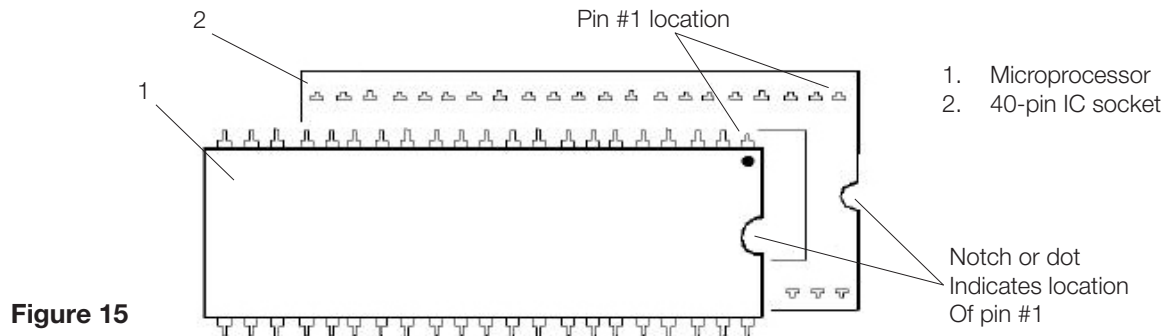 2
Pin #1 location
1
1. Microprocessor
2. 40-pin IC socket
Notch or dot
Indicates location
Of pin #1
Figure 15